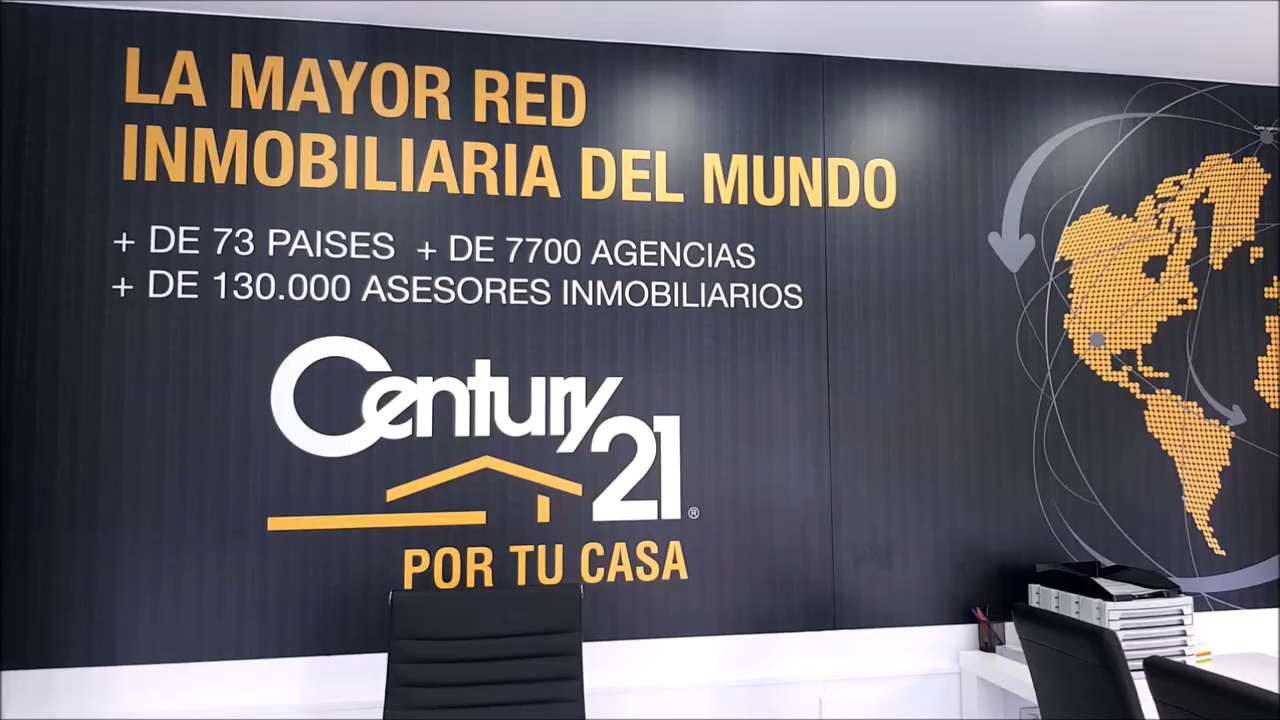 LA MAYOR RED
INMOBILIARIA DEL MUNDO
+ DE 73 PAISES + DE 7700 AGENCIAS
+ DE 130.000 ASESORES INMOBILIARIOS
Century
21®
POR TU CASA